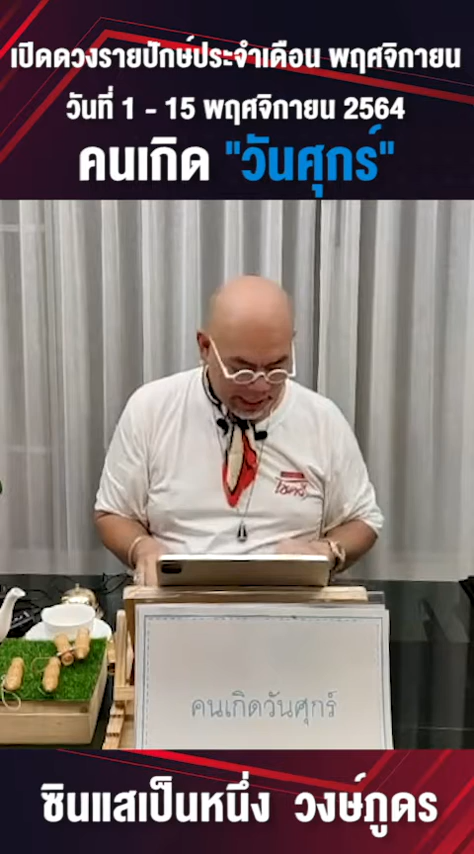 เปิดดวงรายปักษ์ประจำเดือน พฤศจิกายน
วันที่ 1 - 15 พฤศจิกายน 2564
คนเกิด "วันศุกร์"
คนเกิดวันศุกร์
ซินแสเป็นหนึ่ง วงษ์ภูดร